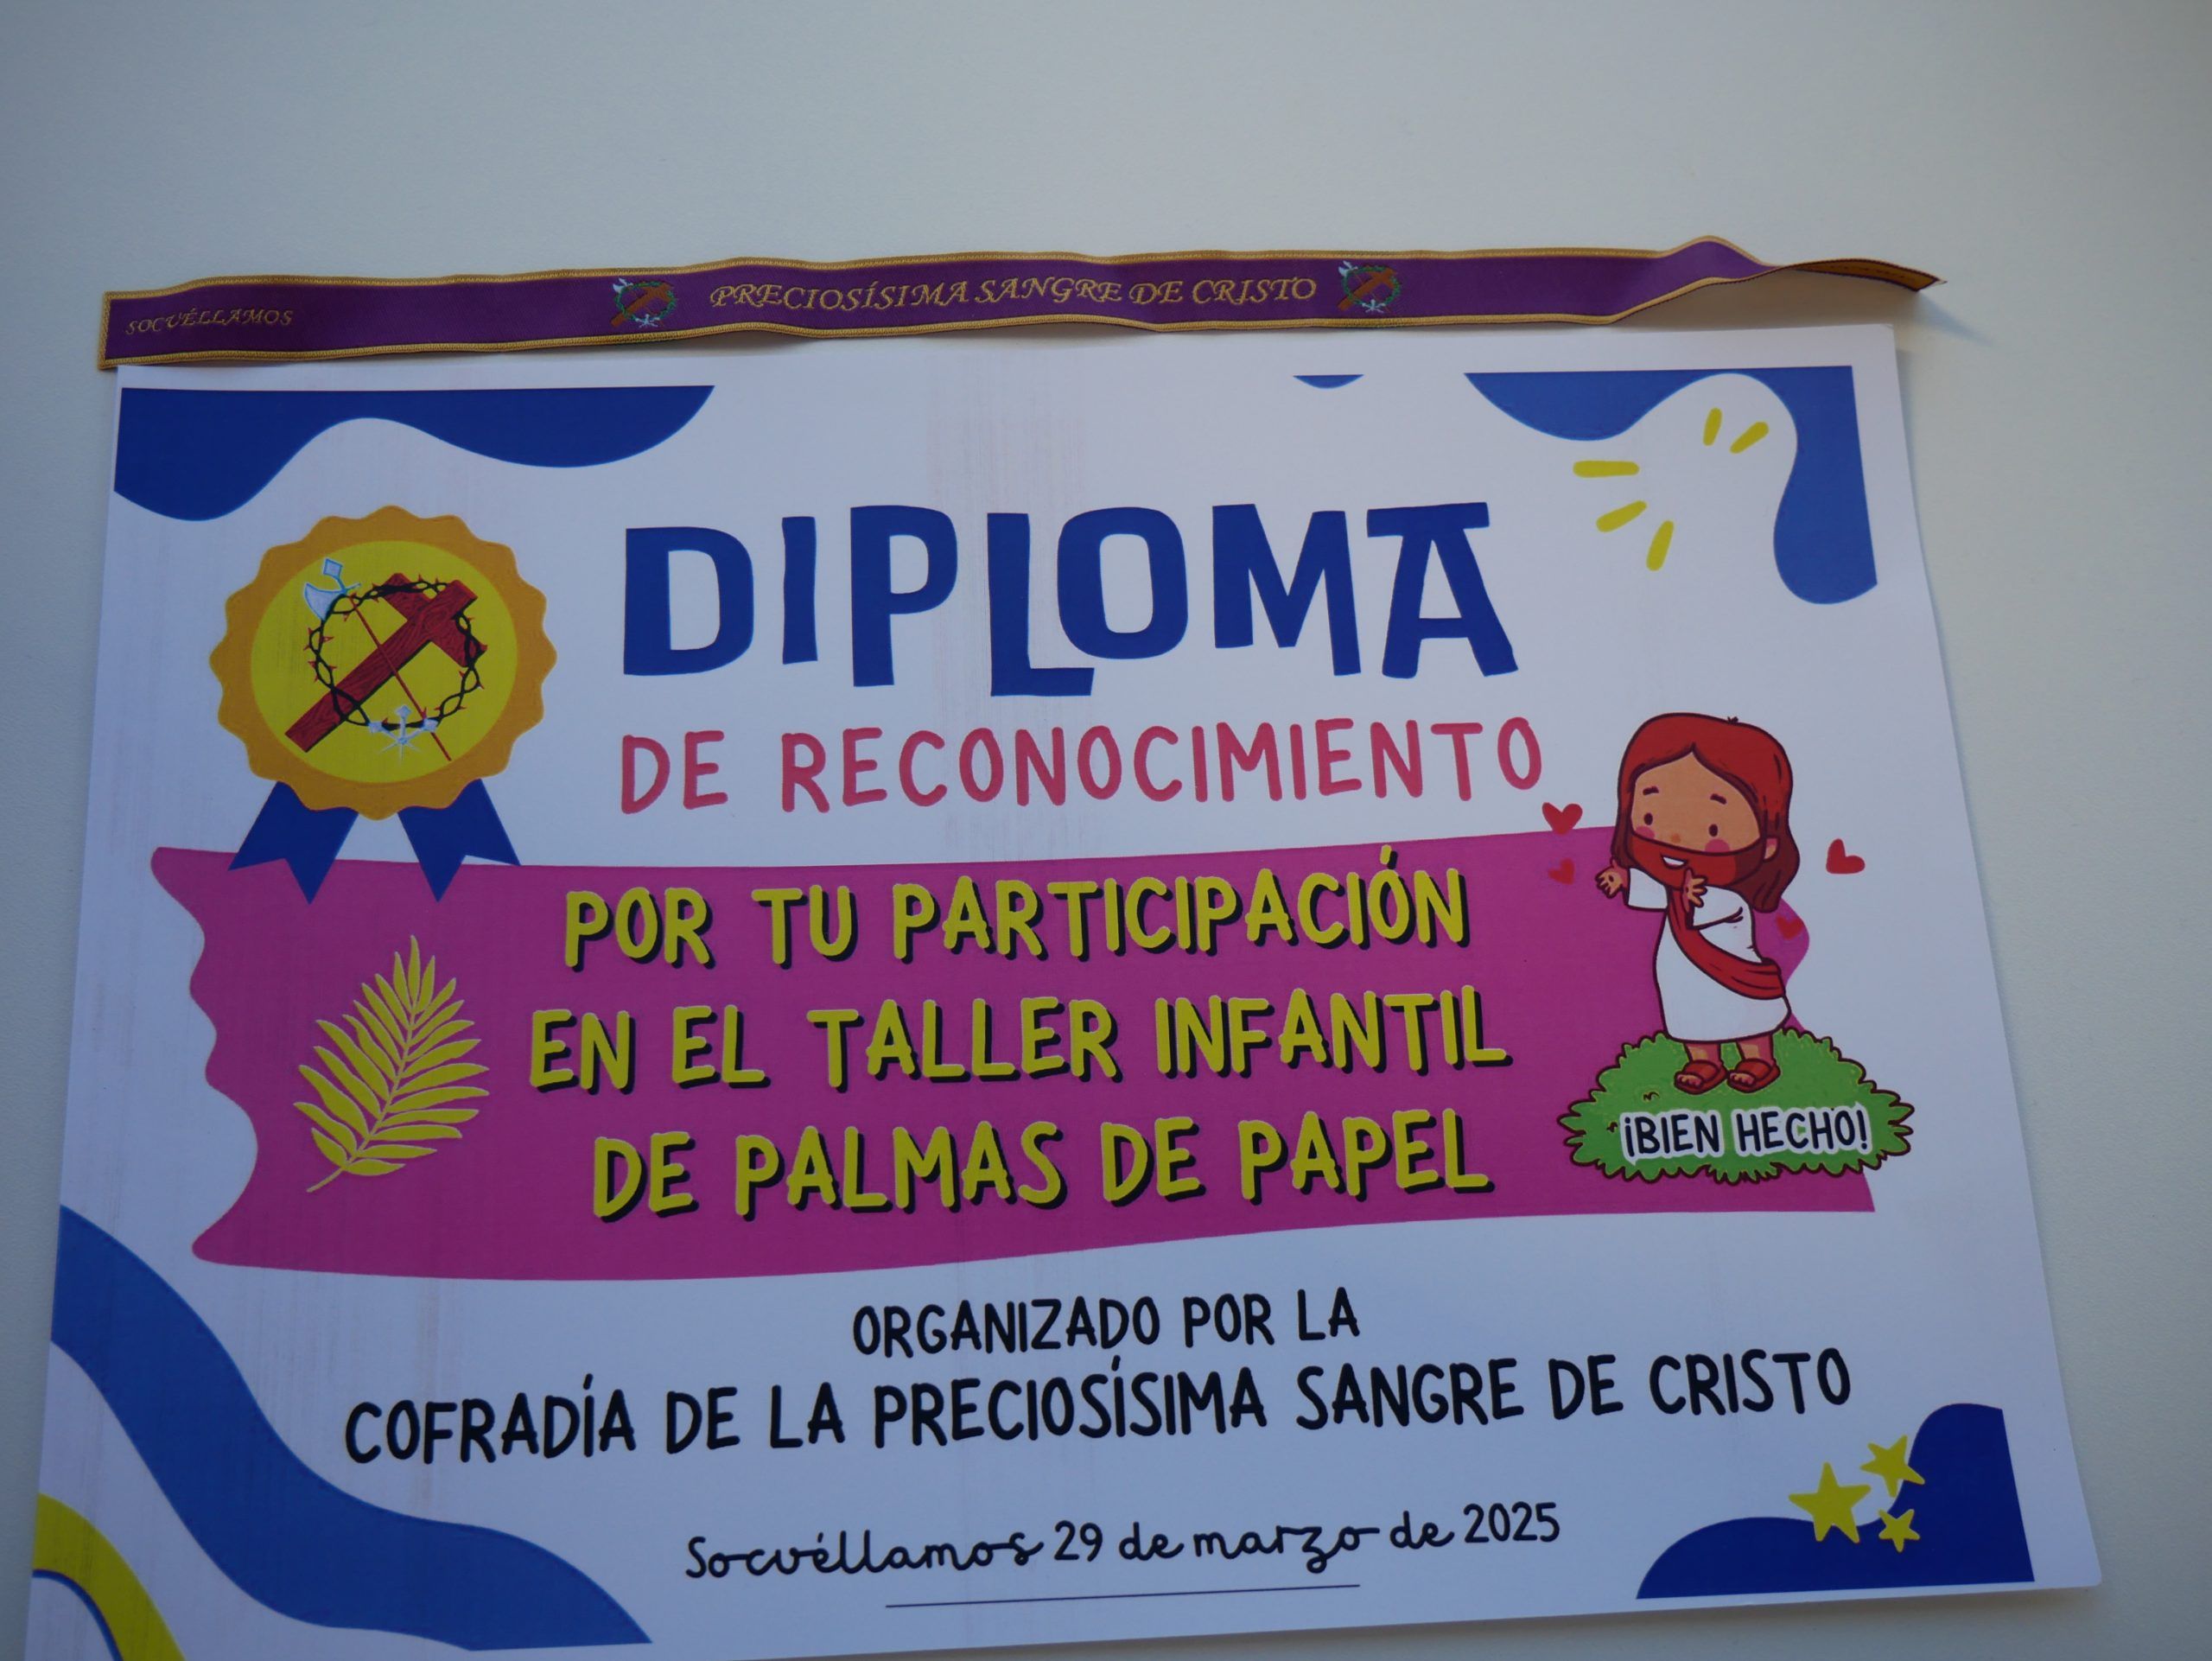 SOCUÉLLAMOS
PRECIOSÍSIMA SANGRE DE CRISTO
DIPLOMA
DE RECONOCIMIENTO
POR TU PARTICIPACIÓN
EN EL TALLER INFANTIL
DE PALMAS DE PAPEL
¡BIEN HECHO!
ORGANIZADO POR LA
COFRADÍA DE LA PRECIOSÍSIMA SANGRE DE CRISTO
Socuéllamos 29 de marzo de 2025